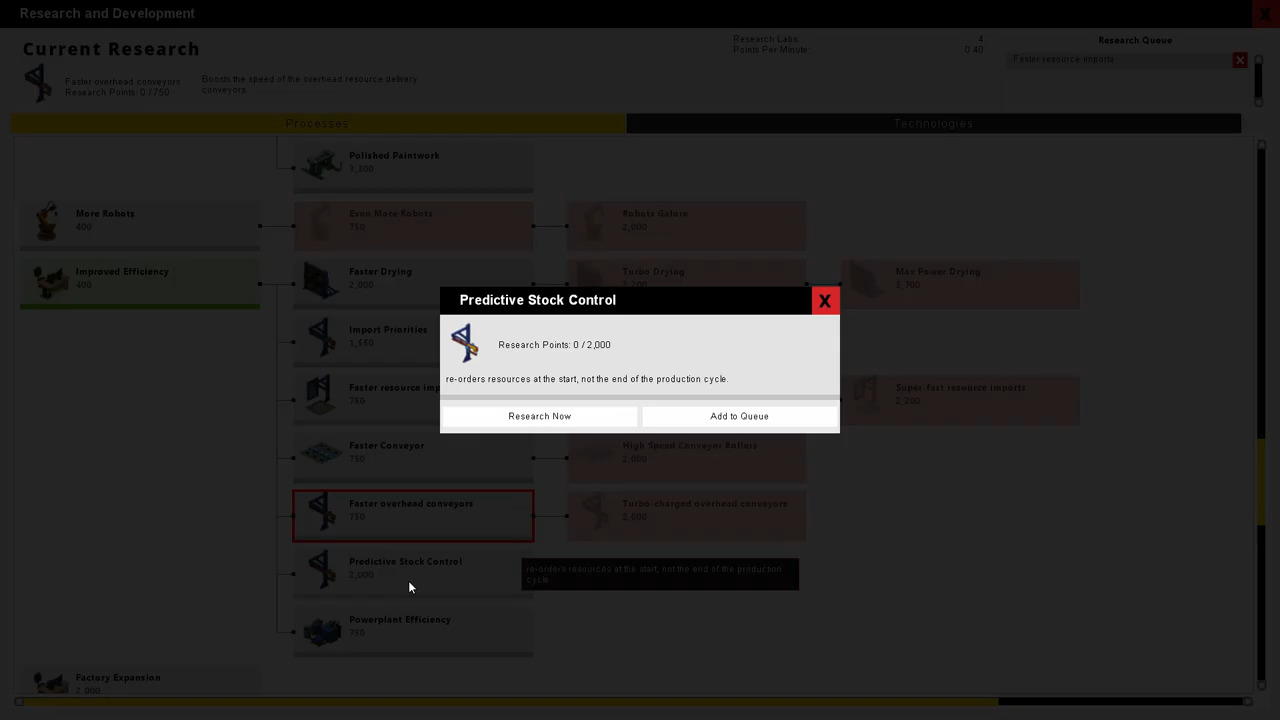 Research and Development
X
Current Research
Research Labs: 4
Points Per Minute: 0.40
Research Queue
Faster resource imports
X
Faster overhead conveyors
Research Points: 0 / 750
Boosts the speed of the overhead resource delivery
conveyors
Processes
Technologies
Polished Paintwork
More Robots
400
Even More Robots
750
Robots Galore
2,000
Improved Efficiency
400
Faster Drying
2,000
Turbo Drying
Max Power Drying
3,700
Predictive Stock Control
X
Research Points: 0 / 2,000
re-orders resources at the start, not the end of the production cycle.
Research Now
Add to Queue
Import Priorities
1,550
Faster resource imp
750
Super-fast resource imports
2,200
Faster Conveyor
750
High Speed Conveyor Rollers
2,000
Faster overhead conveyors
750
Turbo-charged overhead conveyors
Predictive Stock Control
2,000
re-orders resources at the start, not the end of the production
cycle.
Powerplant Efficiency
750
Factory Expansion
2,000